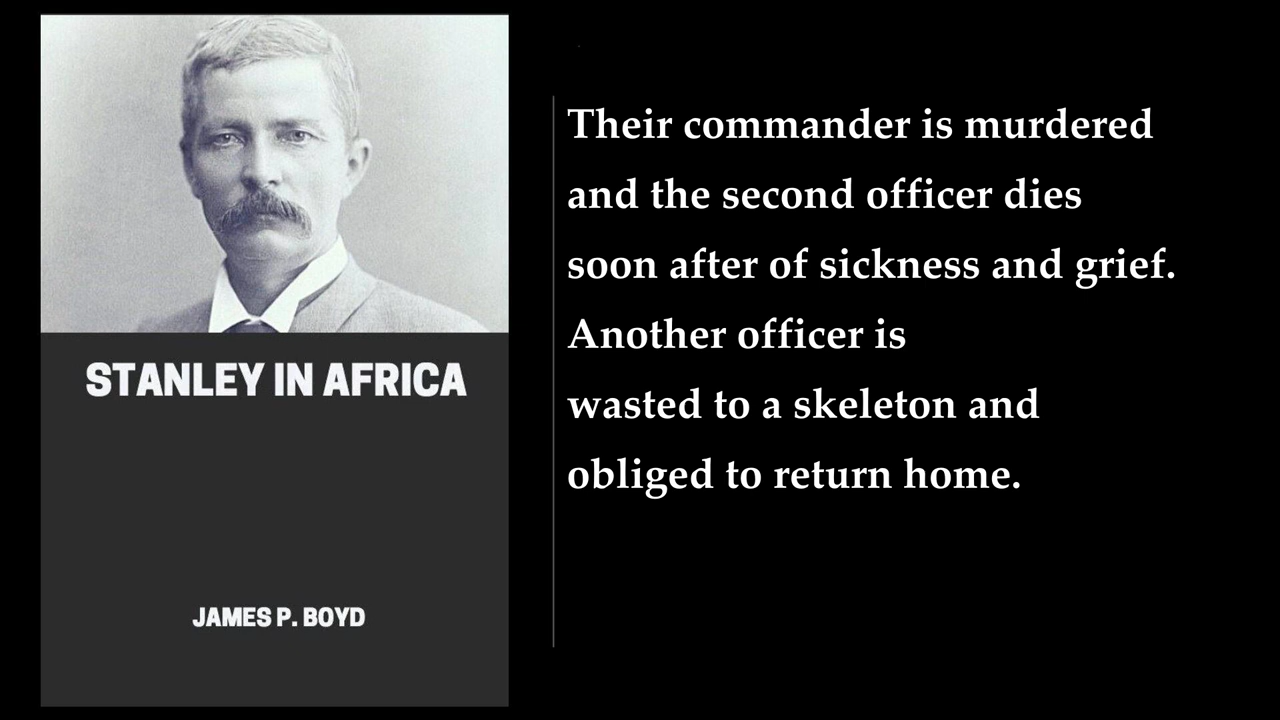 STANLEY IN AFRICA
JAMES P. BOYD
Their commander is murdered
and the second officer dies
soon after of sickness and grief.
Another officer is
wasted to a skeleton and
obliged to return home.